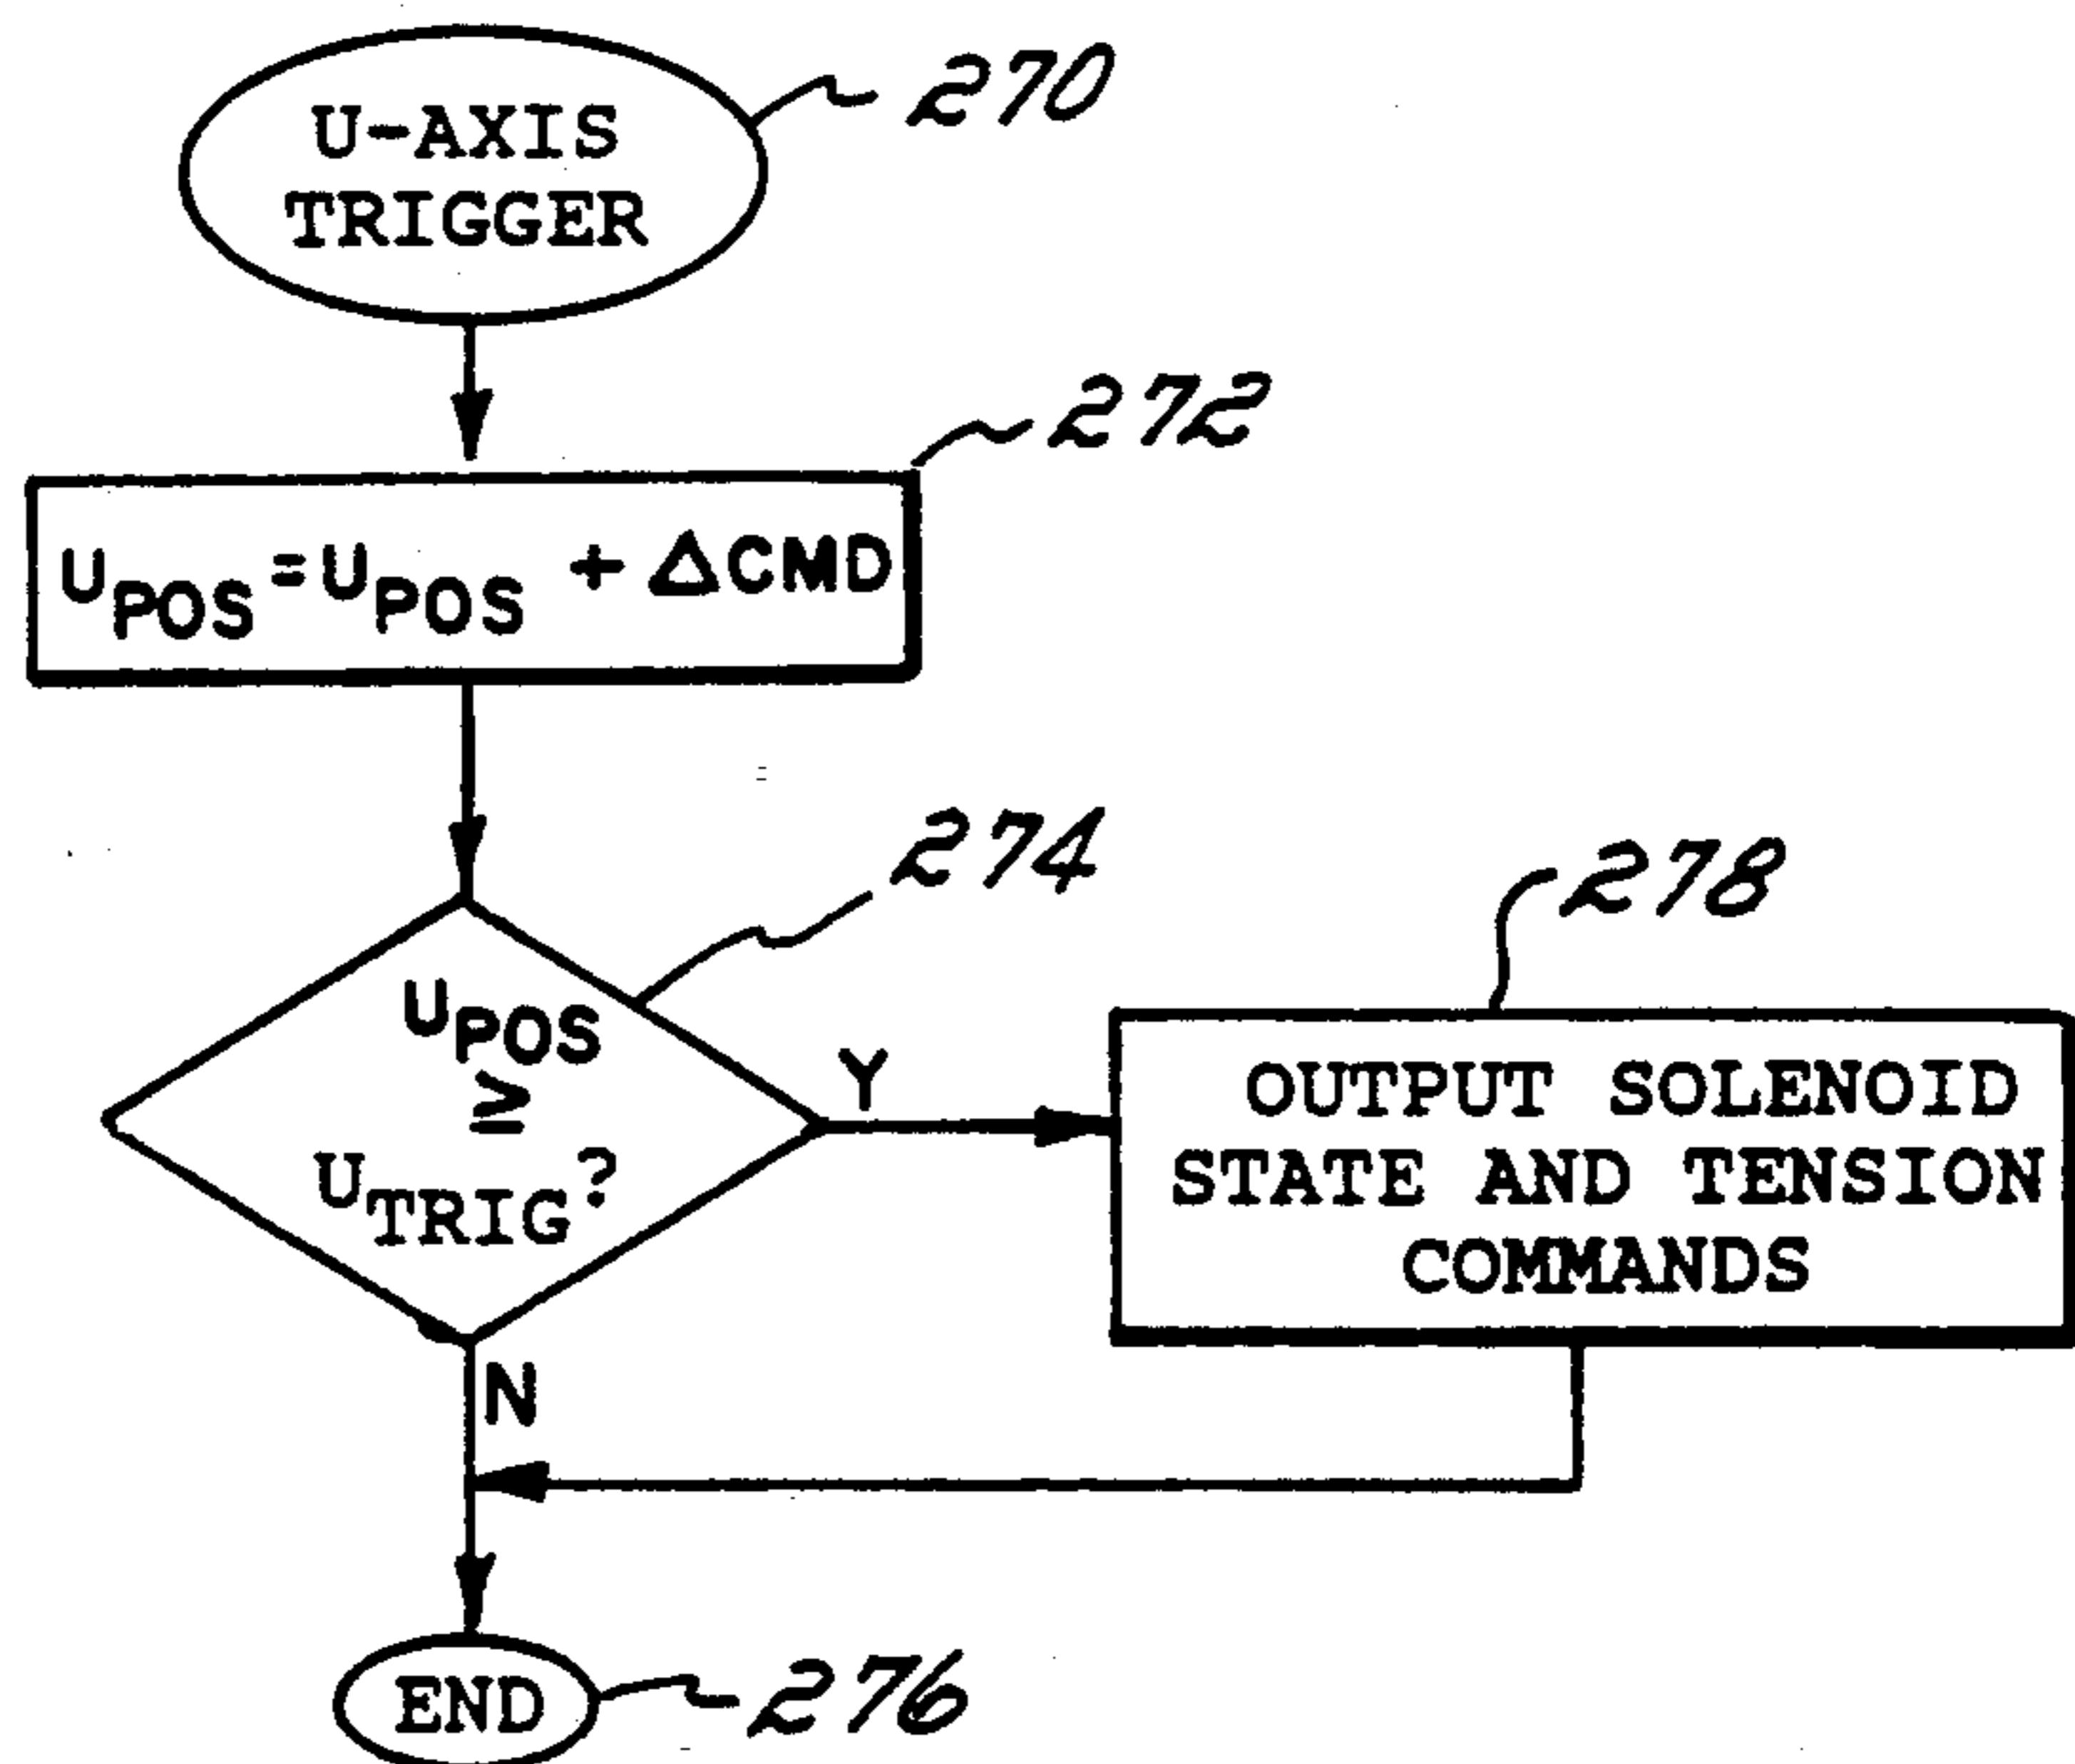 U-AXIS
TRIGGER
270
272
UPOS=UPOS + ΔCMD
274
278
UPOS
≥
UTRIG?
Y
OUTPUT SOLENOID
STATE AND TENSION
COMMANDS
N
END
276